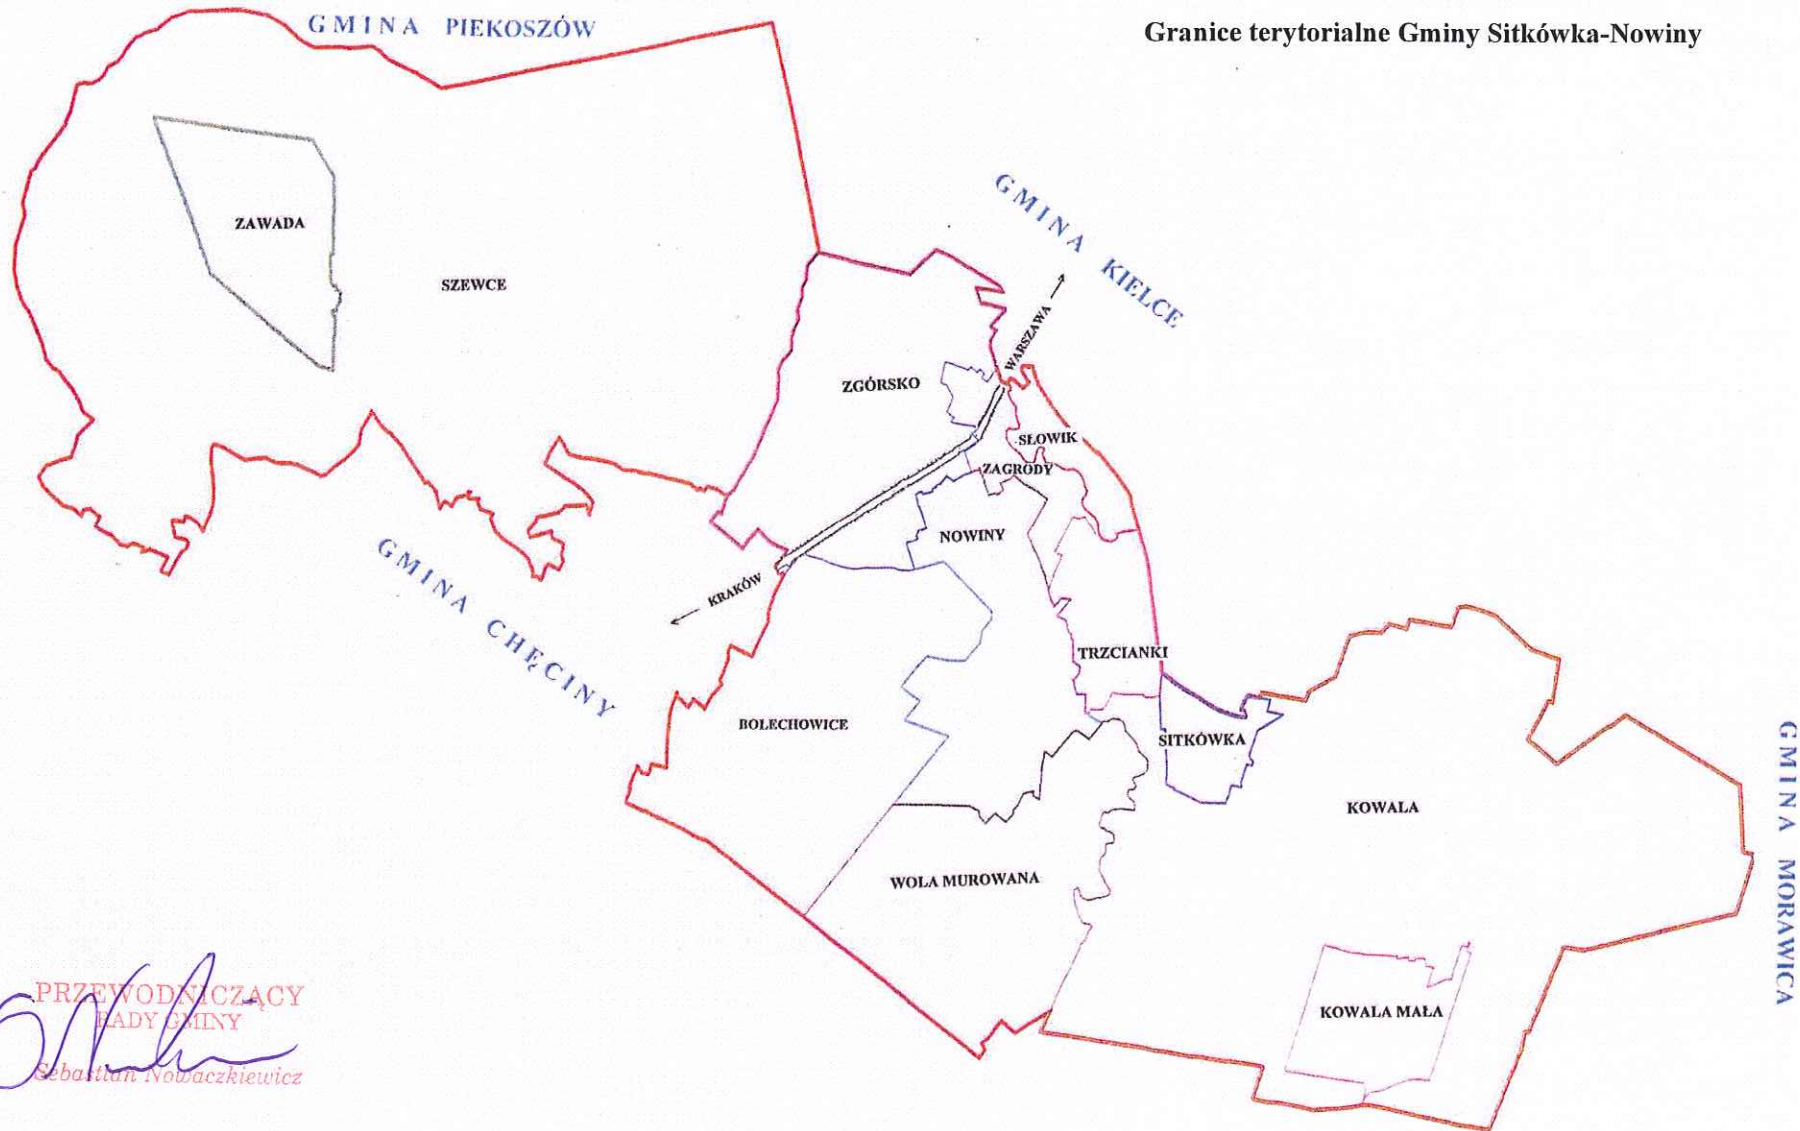 Granice terytorialne Gminy Sitkówka-Nowiny
GMINA PIEKOSZÓW
GMINA KIELCE
ZAWADA
SZEWCE
WARSZAWA
ZGÓRSKO
SŁOWIK
ZAGRODY
NOWINY
KRAKÓW
GMINA CHĘCINY
TRZCIANKI
BOLECHOWICE
SITKÓWKA
KOWALA
GMINA MORAWICA
WOLA MUROWANA
KOWALA MAŁA
PRZEWODNICZĄCY
RADY GMINY
Sebastian Nowaczkiewicz